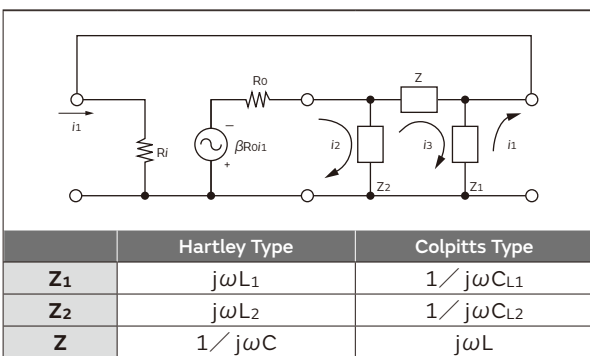 Z
Ro
i1
Ri
−
βRoi1
+
i2
i3
i1
Z2
Z1
Hartley Type Colpitts Type
Z1 jωL1 1／jωCL1
Z2 jωL2 1／jωCL2
Z 1／jωC jωL